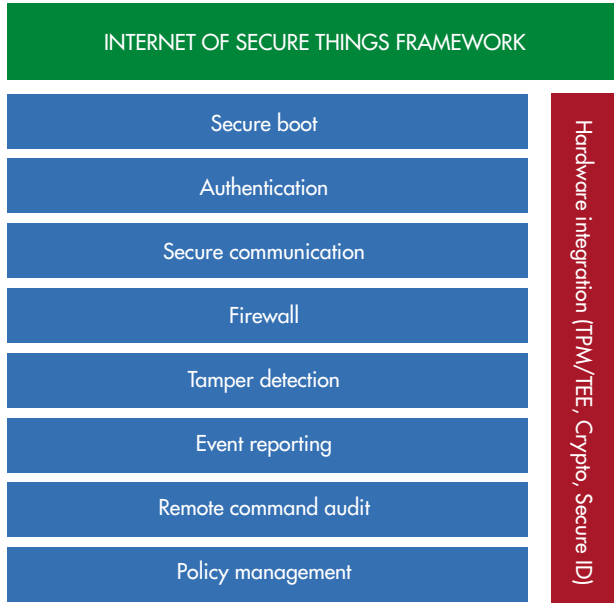 INTERNET OF SECURE THINGS FRAMEWORK
Secure boot
Authentication
Secure communication
Firewall
Tamper detection
Event reporting
Remote command audit
Policy management
Hardware integration (TPM/TEE, Crypto, Secure ID)